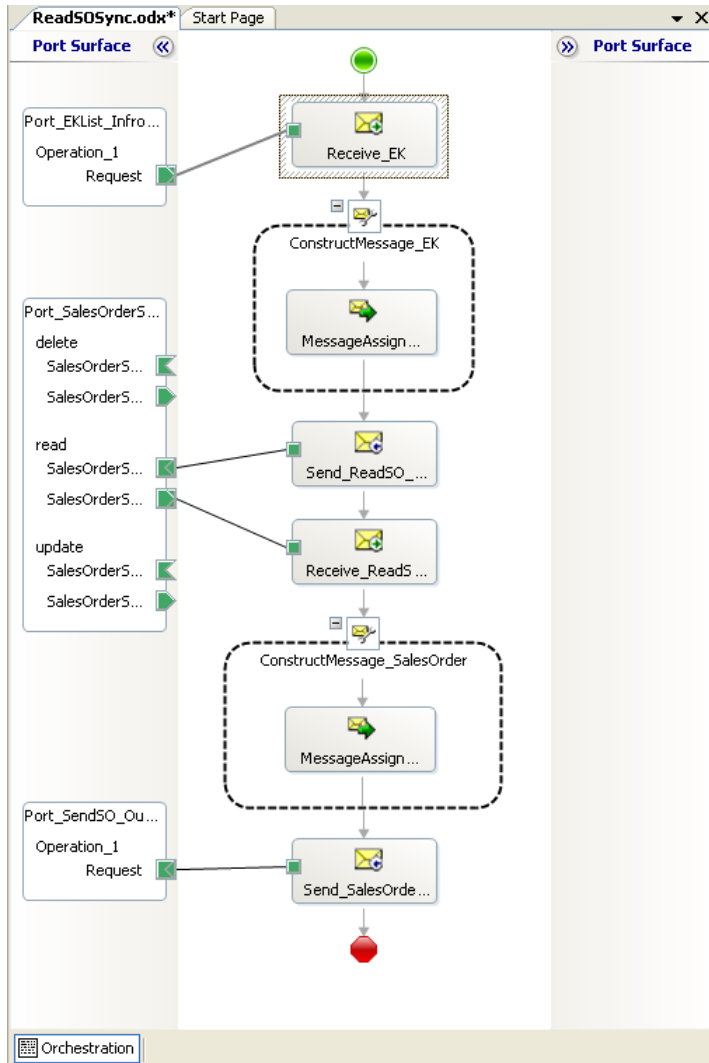 ReadSOSync.odx* Start Page
Port Surface
Port Surface
Port_EKList_Infro...
Operation_1
Request
Receive_EK
ConstructMessage_EK
MessageAssign...
Port_SalesOrderS...
delete
SalesOrderS...
SalesOrderS...
read
SalesOrderS...
SalesOrderS...
update
SalesOrderS...
SalesOrderS...
Send_ReadSO_...
Receive_ReadS...
ConstructMessage_SalesOrder
MessageAssign...
Port_SendSO_Ou...
Operation_1
Request
Send_SalesOrde...
Orchestration